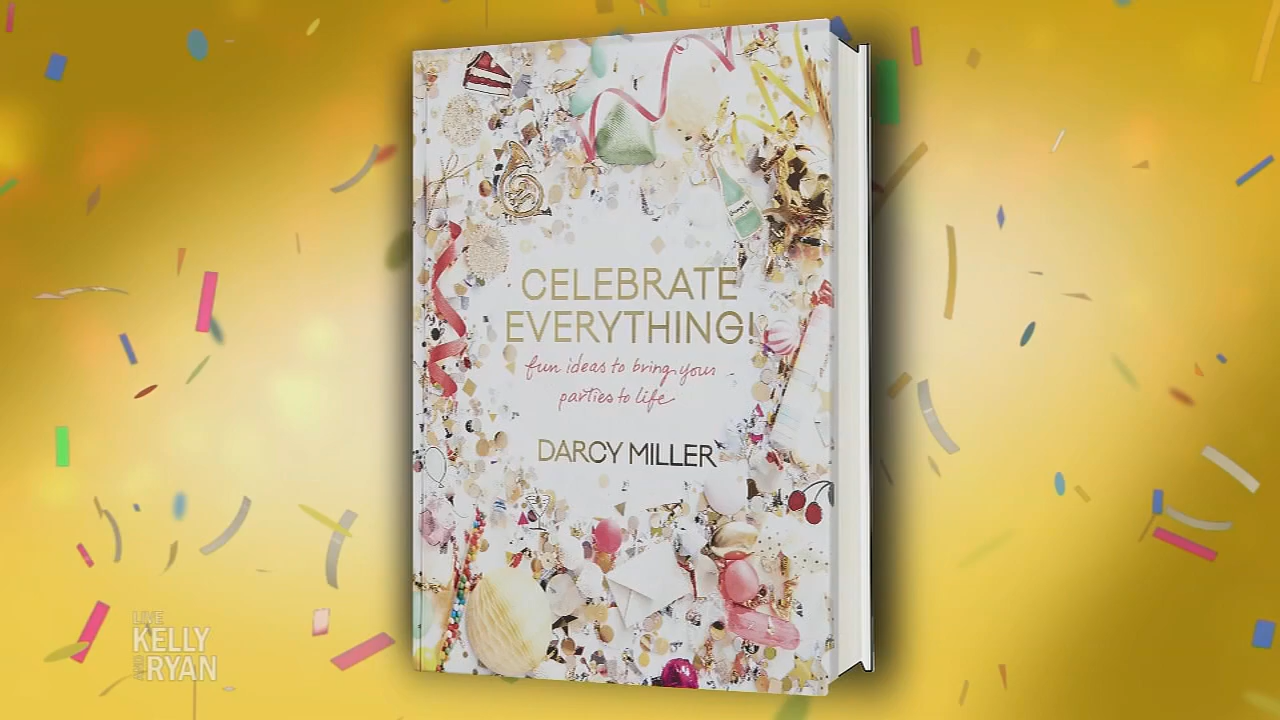 CELEBRATE
EVERYTHING!
fun ideas to bring your
parties to life
DARCY MILLER
LIVE
KELLY
AND
RYAN